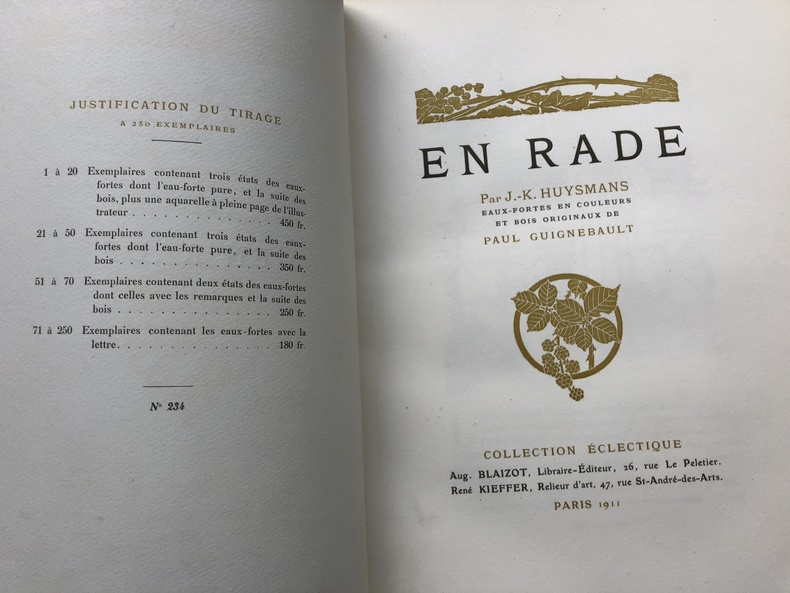 JUSTIFICATION DU TIRAGE
A 250 EXEMPLAIRES
1 à 20 Exemplaires contenant trois états des eaux-
fortes dont l'eau-forte pure, et la suite des
bois, plus une aquarelle à pleine page de l'illus-
trateur . . . . . . . . . . . . . . 450 fr.
21 à 50 Exemplaires contenant trois états des eaux-
fortes dont l'eau-forte pure, et la suite des
bois . . . . . . . . . . . . . . . 350 fr.
51 à 70 Exemplaires contenant deux états des eaux-fortes
dont celles avec les remarques et la suite des
bois . . . . . . . . . . . . . . . 250 fr.
71 à 250 Exemplaires contenant les eaux-fortes avec la
lettre. . . . . . . . . . . . . . . 180 fr.
No 234
EN RADE
Par J.-K. HUYSMANS
EAUX-FORTES EN COULEURS
ET BOIS ORIGINAUX DE
PAUL GUIGNEBAULT
COLLECTION ÉCLECTIQUE
Aug. BLAIZOT, Libraire-Éditeur, 26, rue Le Peletier.
René KIEFFER, Relieur d'art, 47, rue St-André-des-Arts.
PARIS 1911